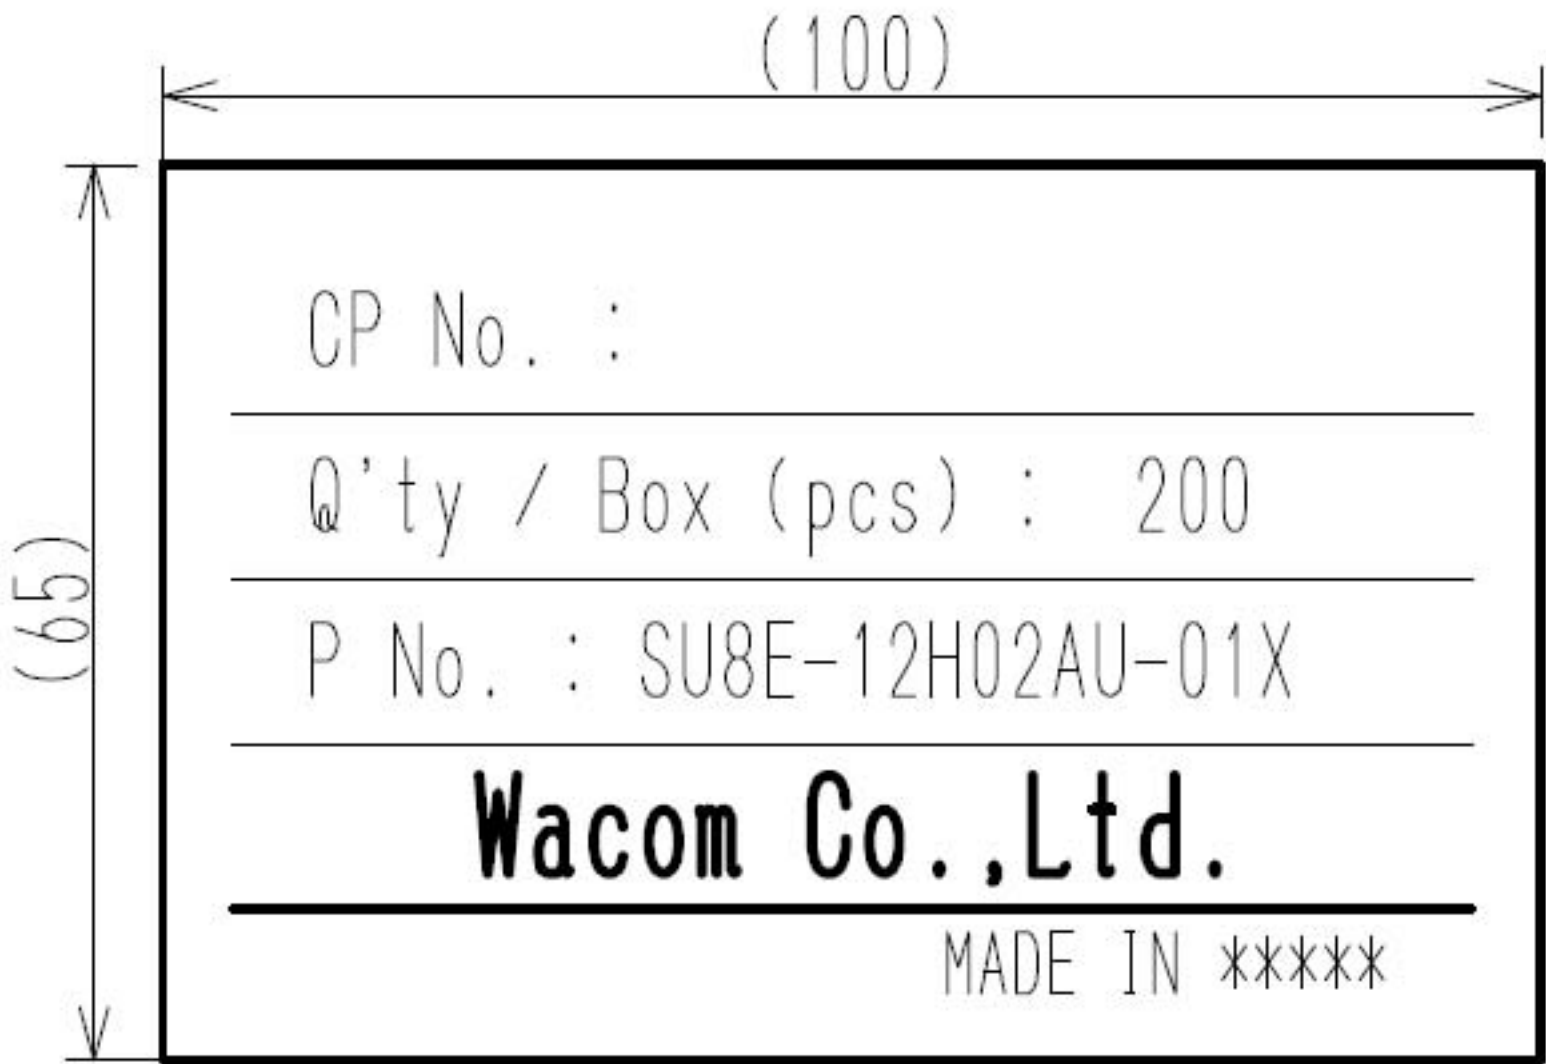 (100)
(65)
CP No. :
Q'ty / Box (pcs) : 200
P No. : SU8E-12H02AU-01X
Wacom Co.,Ltd.
MADE IN *****